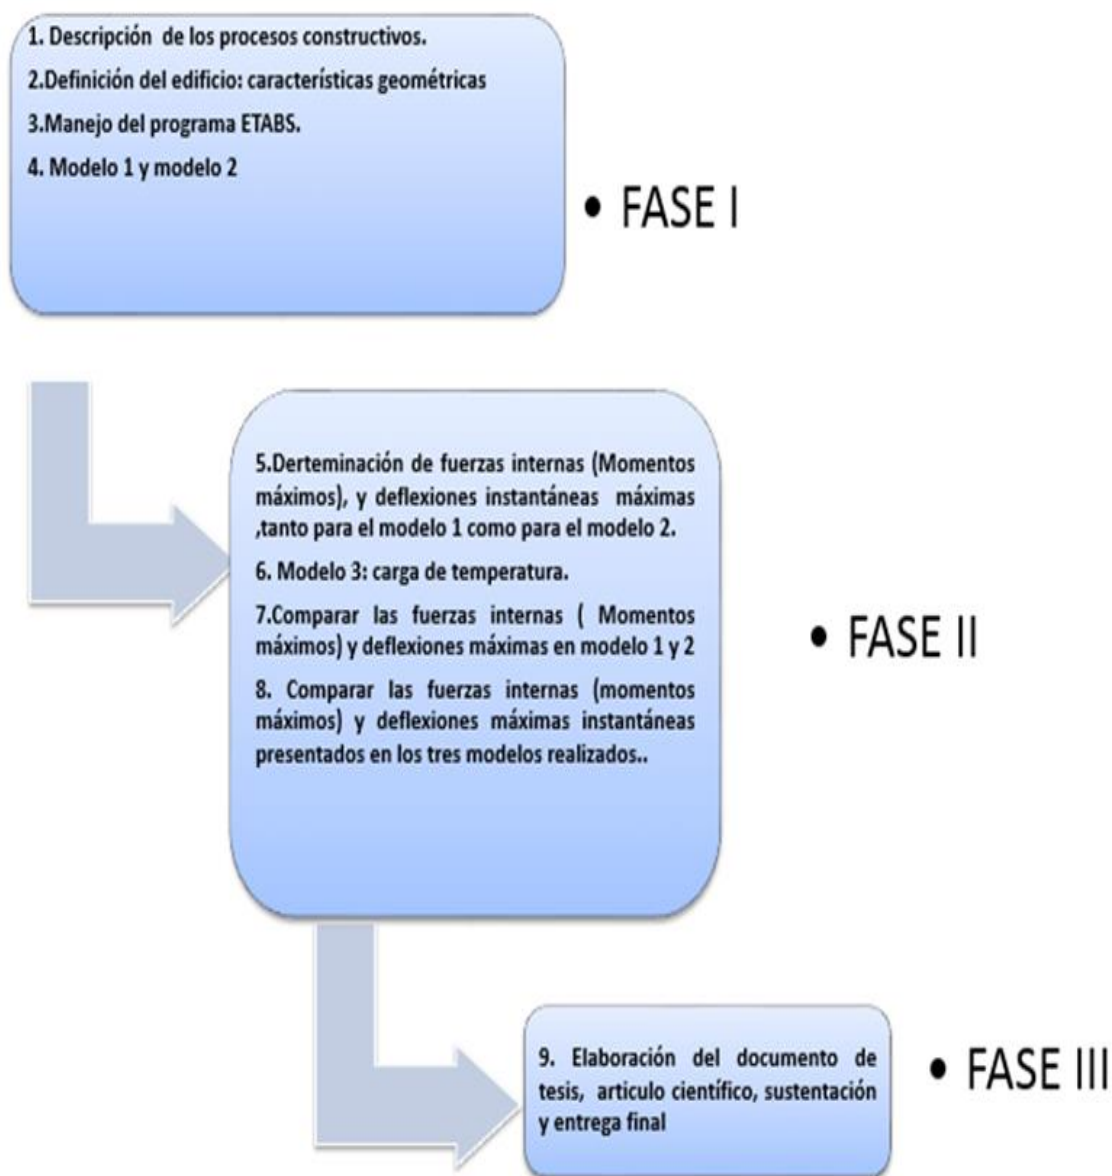 1. Descripción de los procesos constructivos.
2.Definición del edificio: características geométricas
3.Manejo del programa ETABS.
4. Modelo 1 y modelo 2
• FASE I
5.Derteminación de fuerzas internas (Momentos
máximos), y deflexiones instantáneas máximas
,tanto para el modelo 1 como para el modelo 2.
6. Modelo 3: carga de temperatura.
7.Comparar las fuerzas internas ( Momentos
máximos) y deflexiones máximas en modelo 1 y 2
8. Comparar las fuerzas internas (momentos
máximos) y deflexiones máximas instantáneas
presentados en los tres modelos realizados..
• FASE II
9. Elaboración del documento de
tesis, articulo científico, sustentación
y entrega final
• FASE III